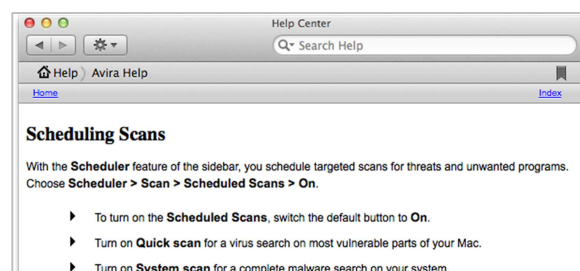 Help Center
Search Help
Help Avira Help
Home Index
Scheduling Scans
With the Scheduler feature of the sidebar, you schedule targeted scans for threats and unwanted programs.
Choose Scheduler > Scan > Scheduled Scans > On.
To turn on the Scheduled Scans, switch the default button to On.
Turn on Quick scan for a virus search on most vulnerable parts of your Mac.
Turn on System scan for a complete malware search on your system.